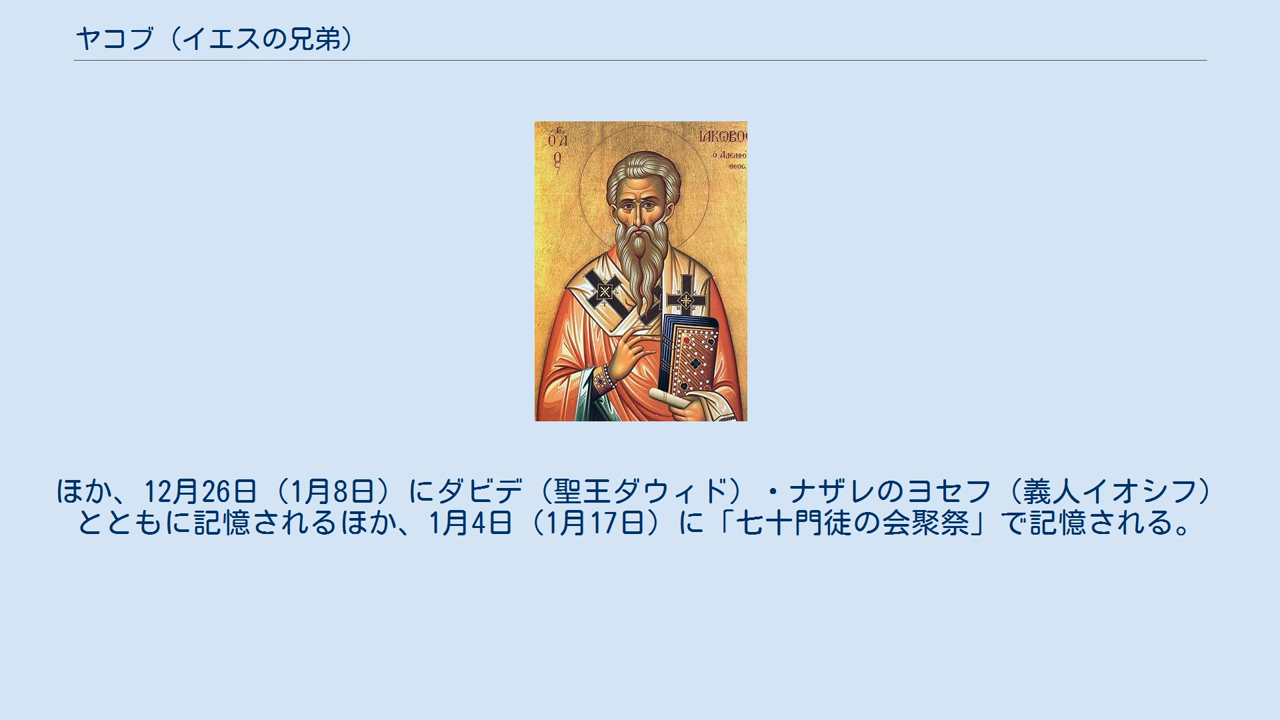 ヤコブ（イエスの兄弟）
Ὁ Ἅ
ΙΑΚΩΒΟ
ほか、12月26日（1月8日）にダビデ（聖王ダウィド）・ナザレのヨセフ（義人イオシフ）
とともに記憶されるほか、1月4日（1月17日）に「七十門徒の会聚祭」で記憶される。